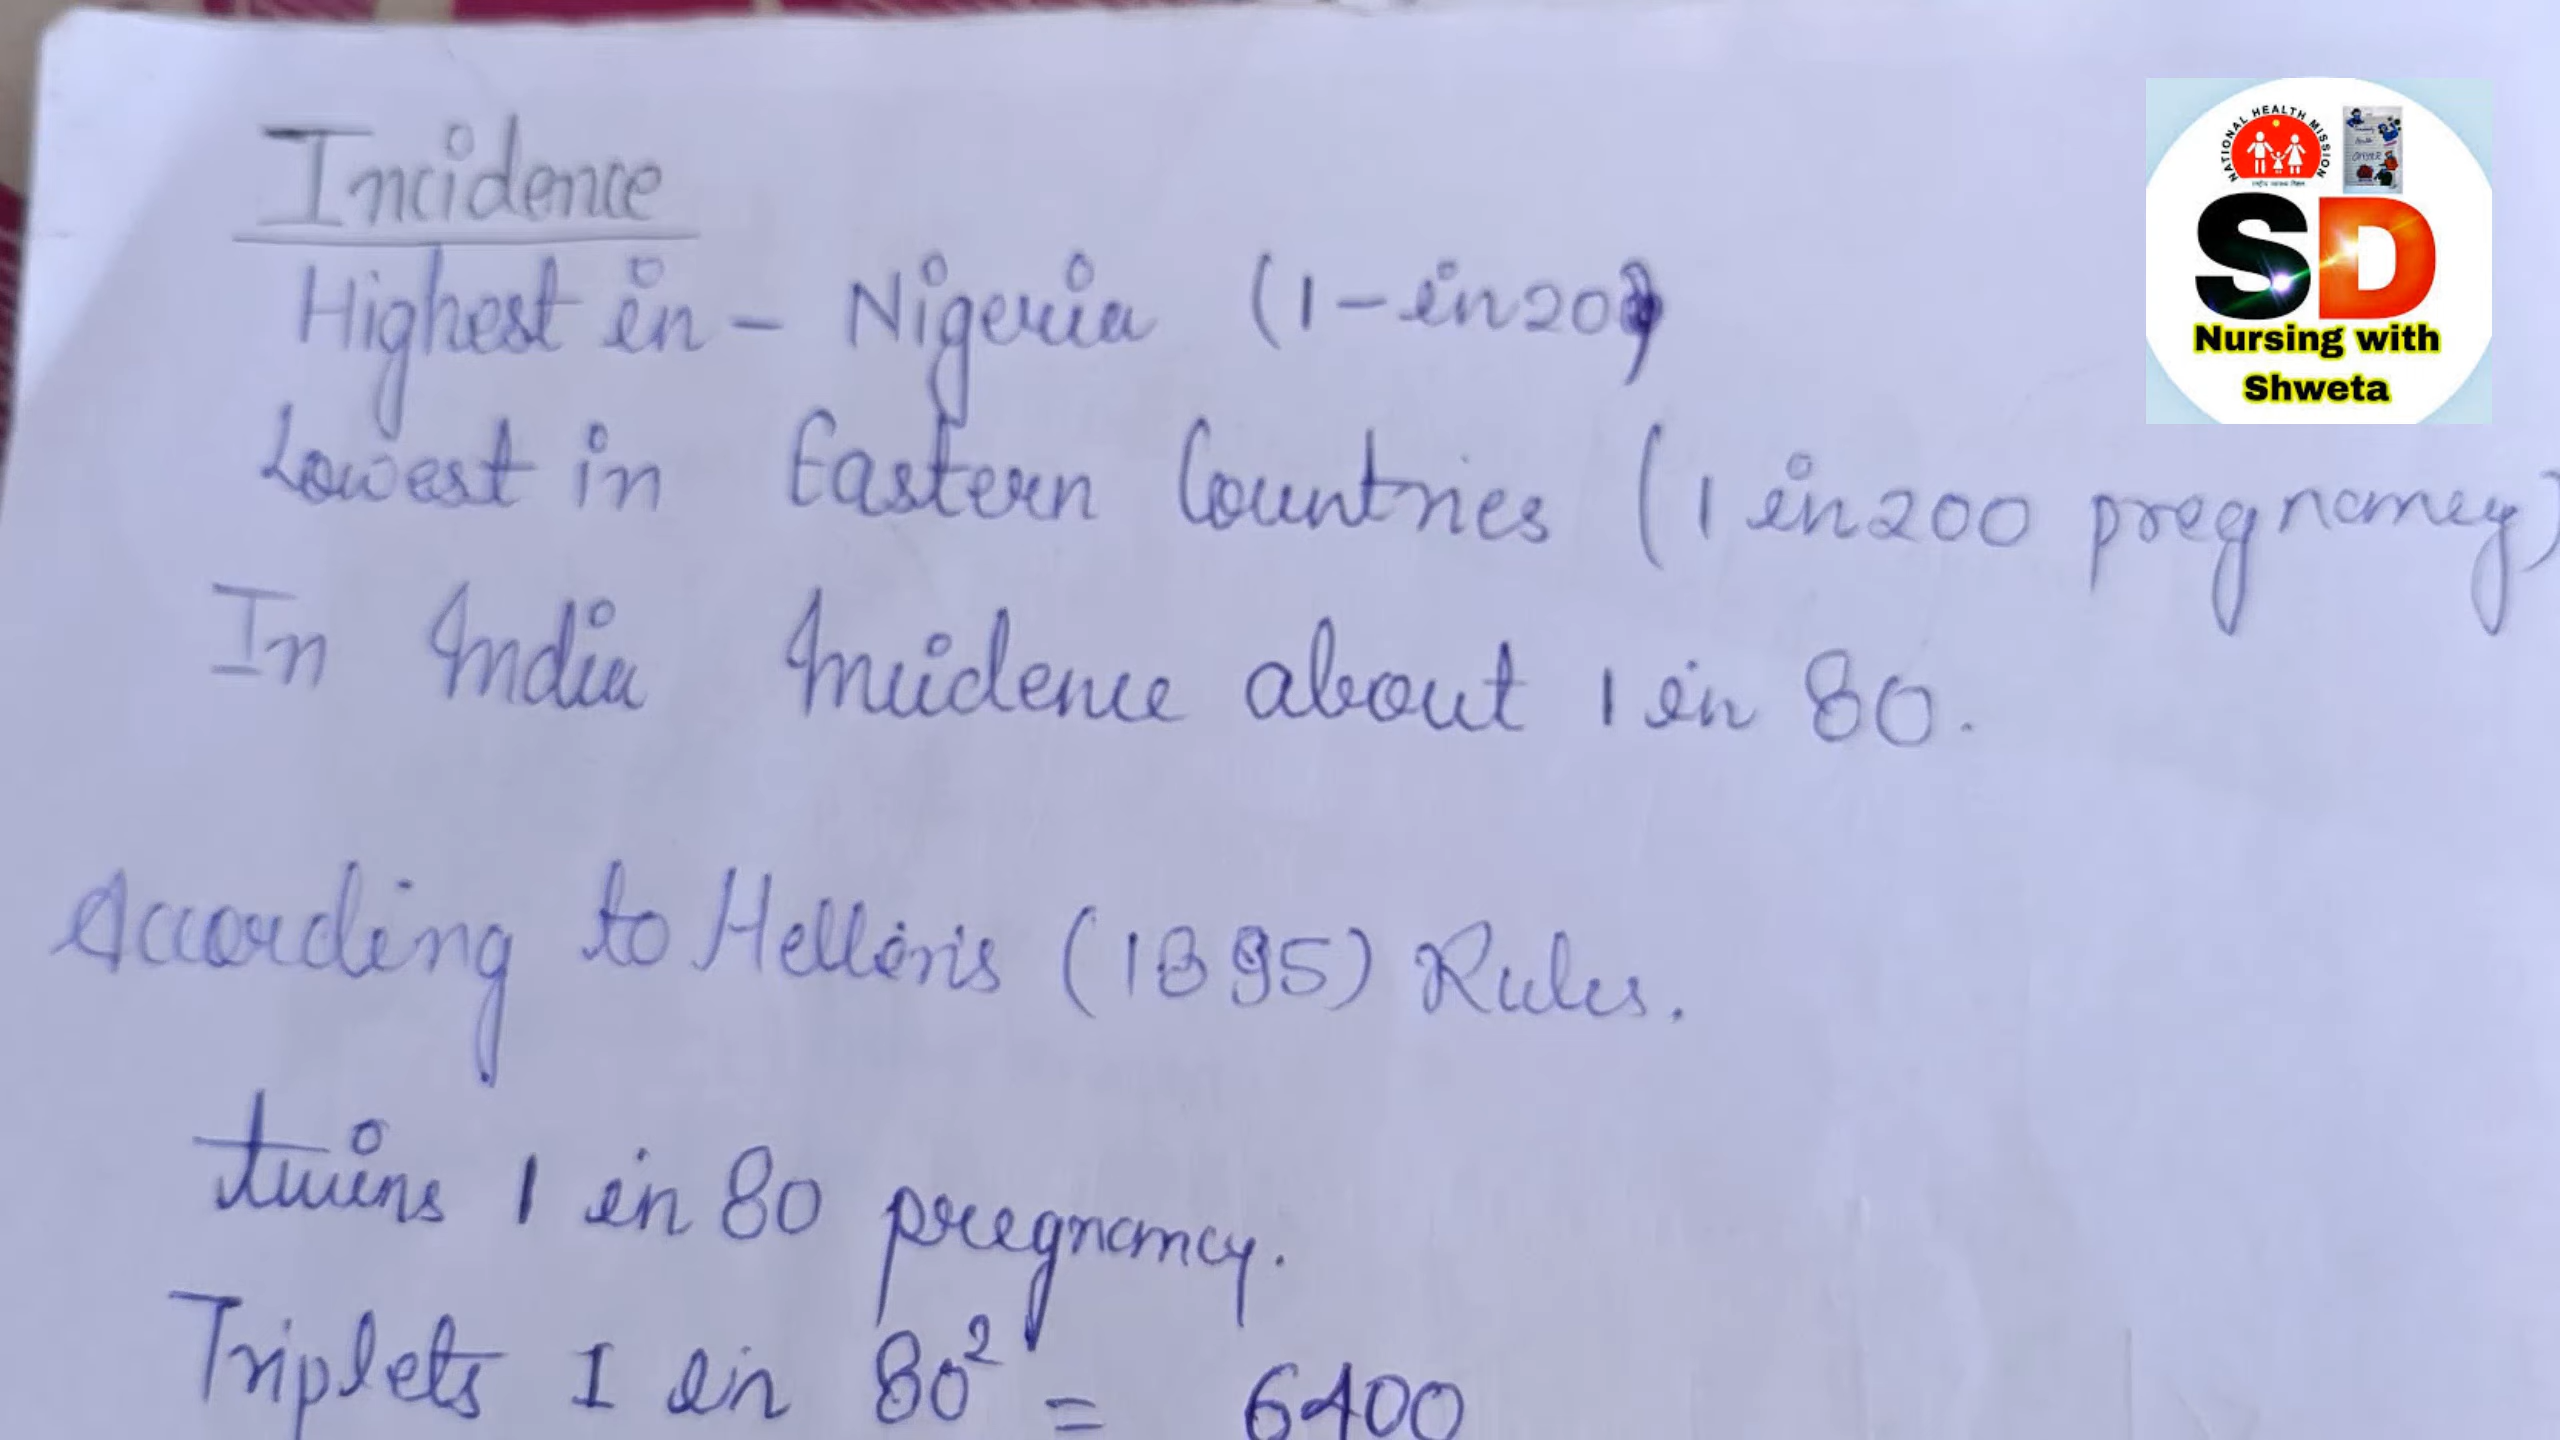 Incidence
Highest in - Nigeria (1-in 20)
Lowest in Eastern Countries (1 in 200 pregnancy)
In India Incidence about 1 in 80.
According to Hellin's (1895) Rules.
twins 1 in 80 pregnancy.
Triplets 1 in 80² = 6400
NATIONAL HEALTH MISSION
SD
Nursing with
Shweta